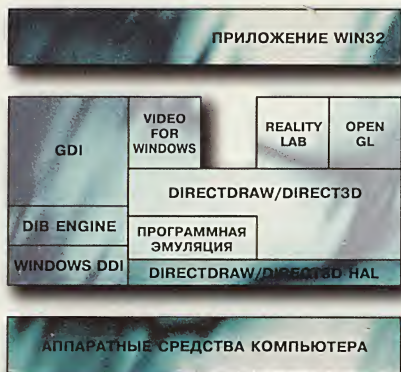 ПРИЛОЖЕНИЕ WIN32
GDI
VIDEO
FOR
WINDOWS
REALITY
LAB
OPEN
GL
DIRECTDRAW/DIRECT3D
DIB ENGINE
ПРОГРАММНАЯ
ЭМУЛЯЦИЯ
WINDOWS DDI
DIRECTDRAW/DIRECT3D HAL
АППАРАТНЫЕ СРЕДСТВА КОМПЬЮТЕРА